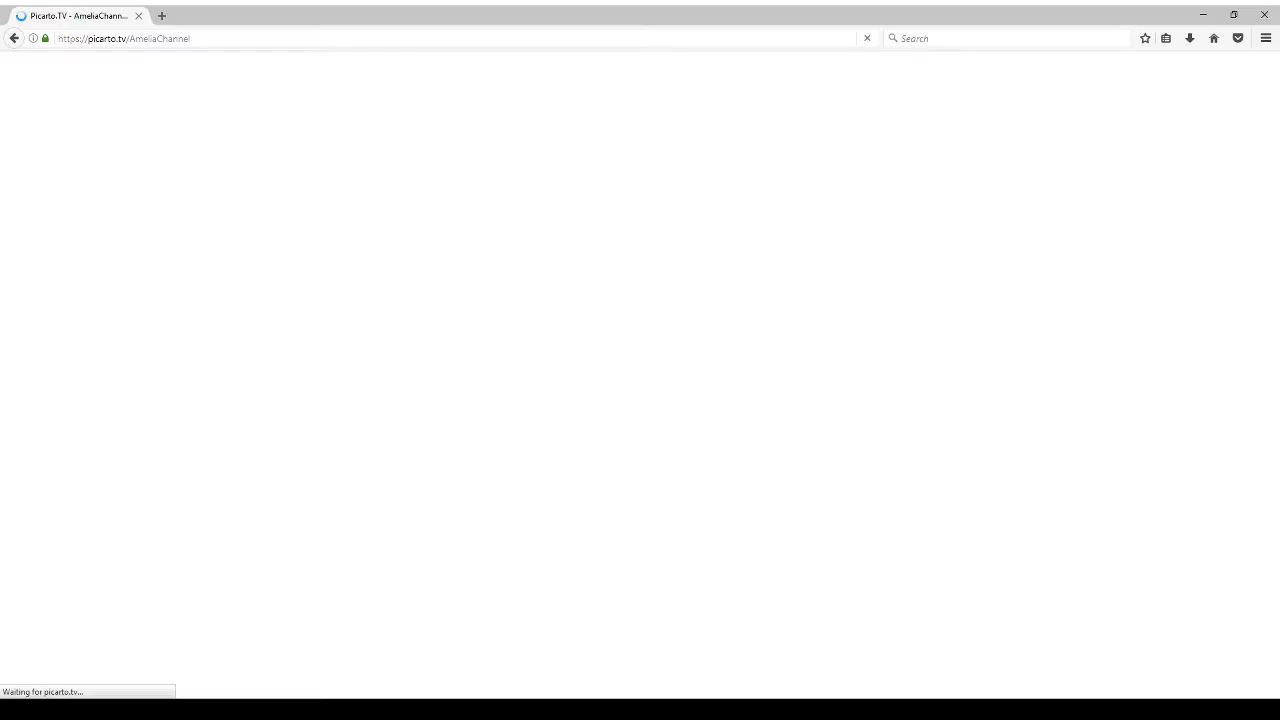 Picarto.TV - AmeliaChann...
https://picarto.tv/AmeliaChannel
Search
Waiting for picarto.tv...